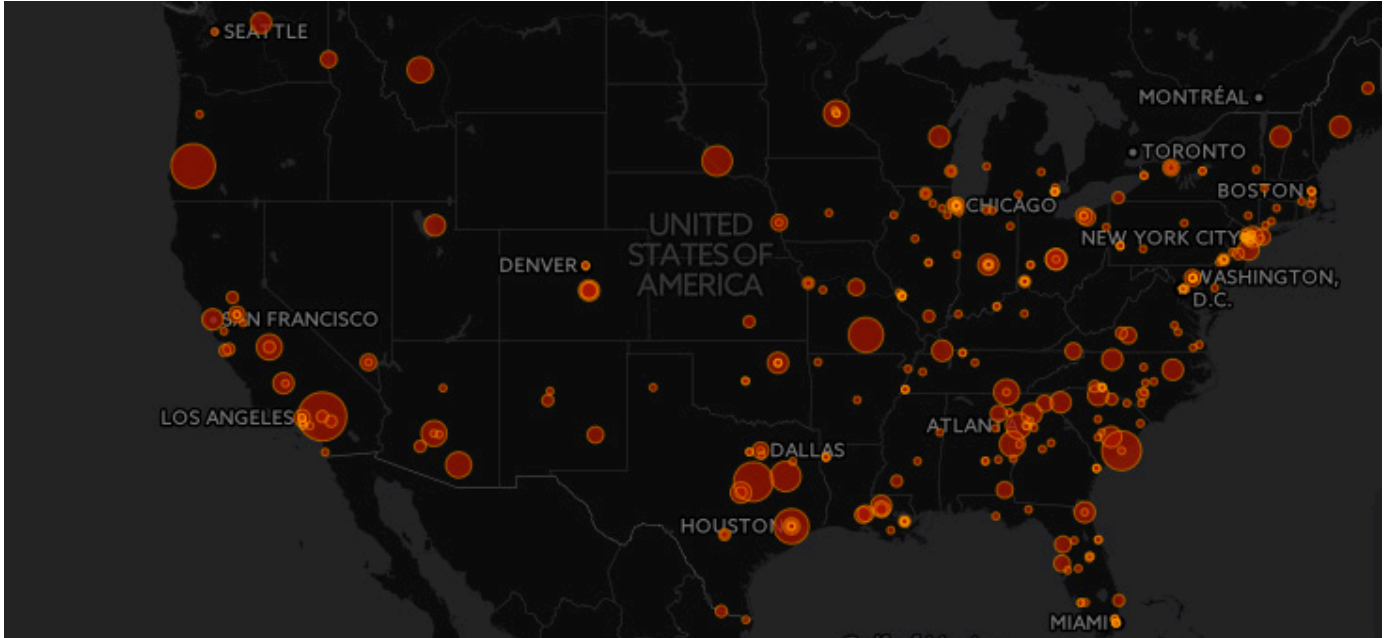 SEATTLE
MONTRÉAL
TORONTO
BOSTON
CHICAGO
UNITED
STATES OF
AMERICA
NEW YORK CITY
DENVER
WASHINGTON,
D.C.
SAN FRANCISCO
LOS ANGELES
ATLANTA
DALLAS
HOUSTON
MIAMI